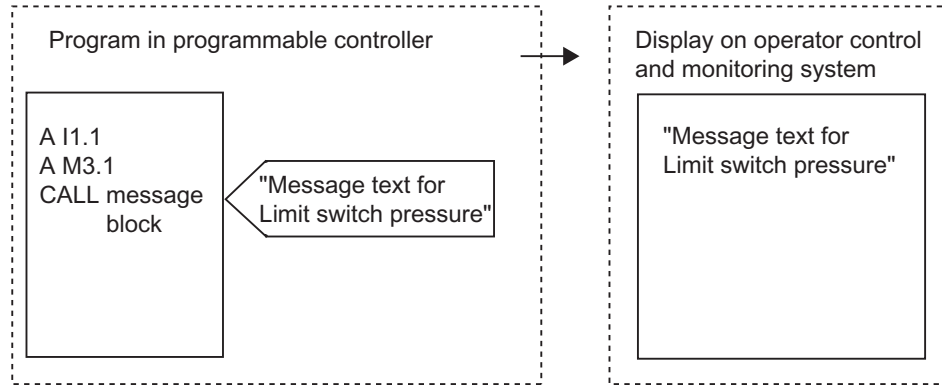 Program in programmable controller
A I1.1
A M3.1
CALL message
block
"Message text for
Limit switch pressure"
Display on operator control
and monitoring system
"Message text for
Limit switch pressure"